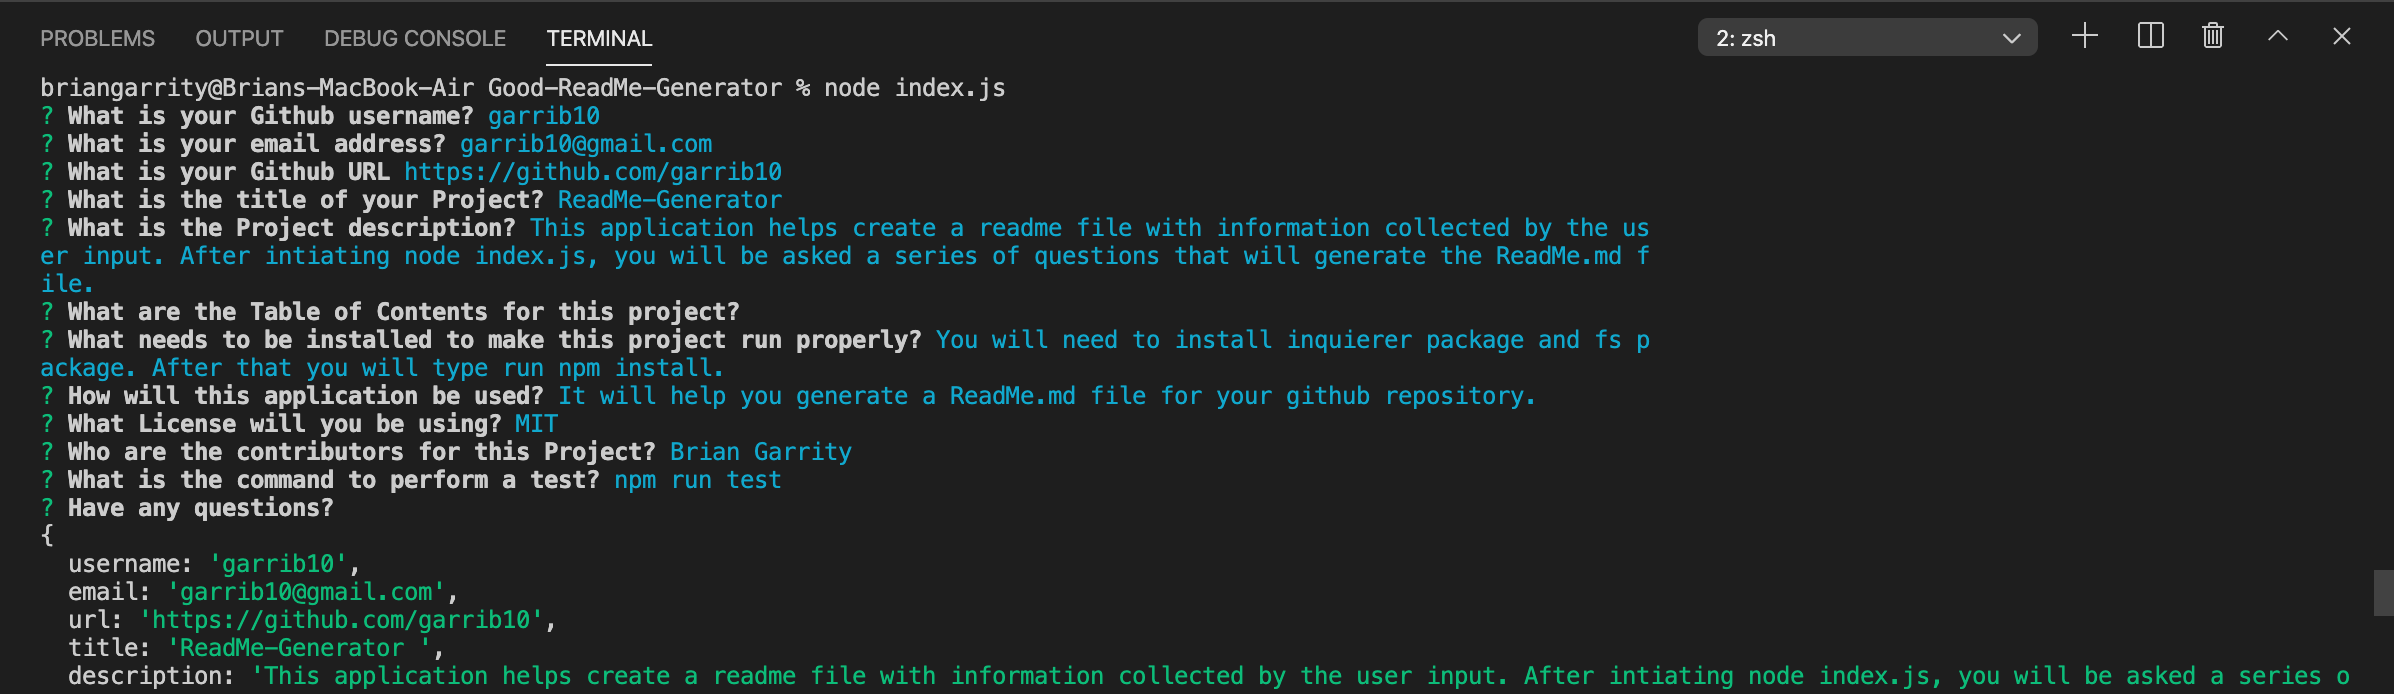 PROBLEMS OUTPUT DEBUG CONSOLE TERMINAL 2: zsh
briangarrity@Brians-MacBook-Air Good-ReadMe-Generator % node index.js
? What is your Github username? garrib10
? What is your email address? garrib10@gmail.com
? What is your Github URL https://github.com/garrib10
? What is the title of your Project? ReadMe-Generator
? What is the Project description? This application helps create a readme file with information collected by the us
er input. After intiating node index.js, you will be asked a series of questions that will generate the ReadMe.md f
ile.
? What are the Table of Contents for this project?
? What needs to be installed to make this project run properly? You will need to install inquierer package and fs p
ackage. After that you will type run npm install.
? How will this application be used? It will help you generate a ReadMe.md file for your github repository.
? What License will you be using? MIT
? Who are the contributors for this Project? Brian Garrity
? What is the command to perform a test? npm run test
? Have any questions?
{
  username: 'garrib10',
  email: 'garrib10@gmail.com',
  url: 'https://github.com/garrib10',
  title: 'ReadMe-Generator ',
  description: 'This application helps create a readme file with information collected by the user input. After intiating node index.js, you will be asked a series o